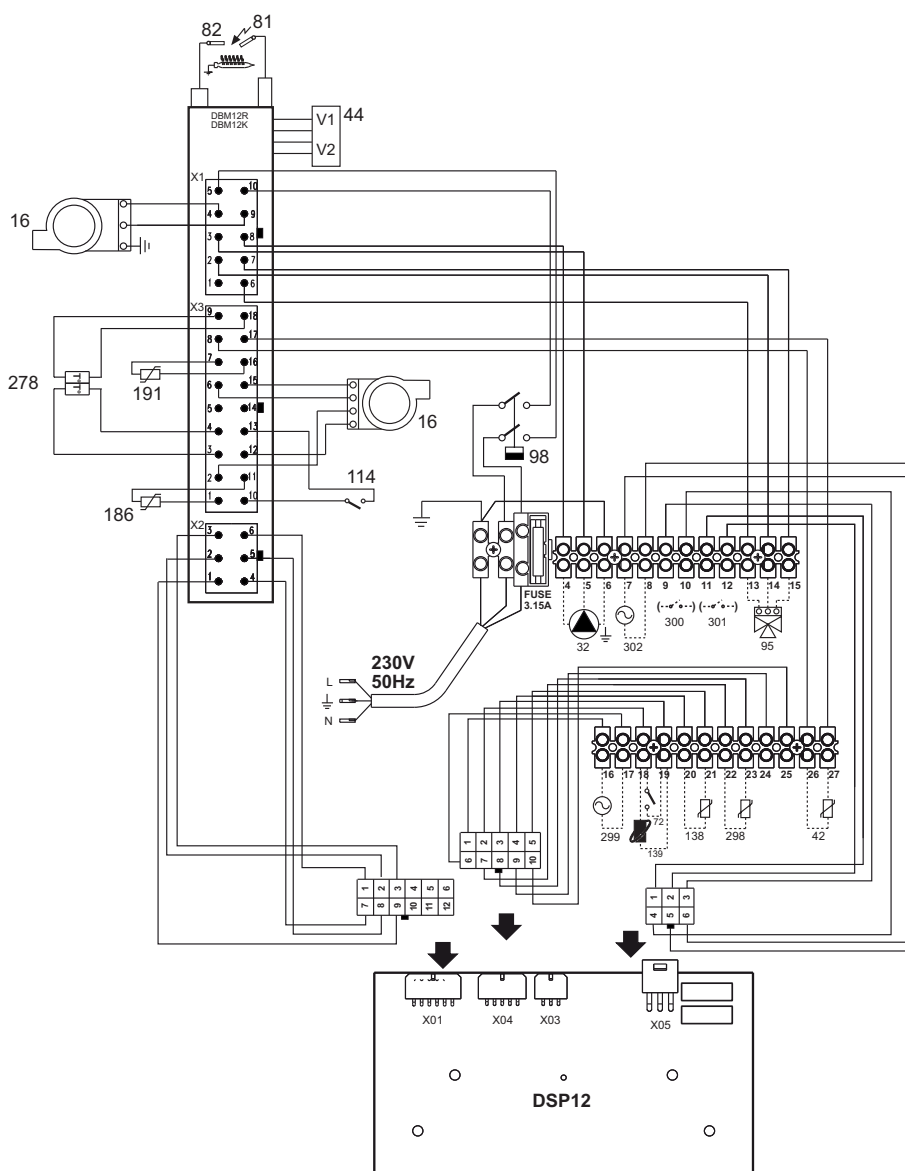 82
81
DBM12R
DBM12K
V1
V2
44
X1
5
10
4
9
3
8
2
7
1
6
16
X3
9
18
8
17
7
16
6
15
5
14
4
13
3
12
2
11
1
10
278
191
16
186
114
98
X2
3
6
2
5
1
4
FUSE
3.15A
4 5 6 7 8 9 10 11 12 13 14 15
32
302
(300)
(301)
95
230V
50Hz
L
N
16 17 18 19 20 21 22 23 24 25 26 27
299
72
139
138
298
42
1 2 3 4 5
6 7 8 9 10
1 2 3 4 5 6
7 8 9 10 11 12
1 2 3
4 5 6
X01
X04
X03
X05
DSP12